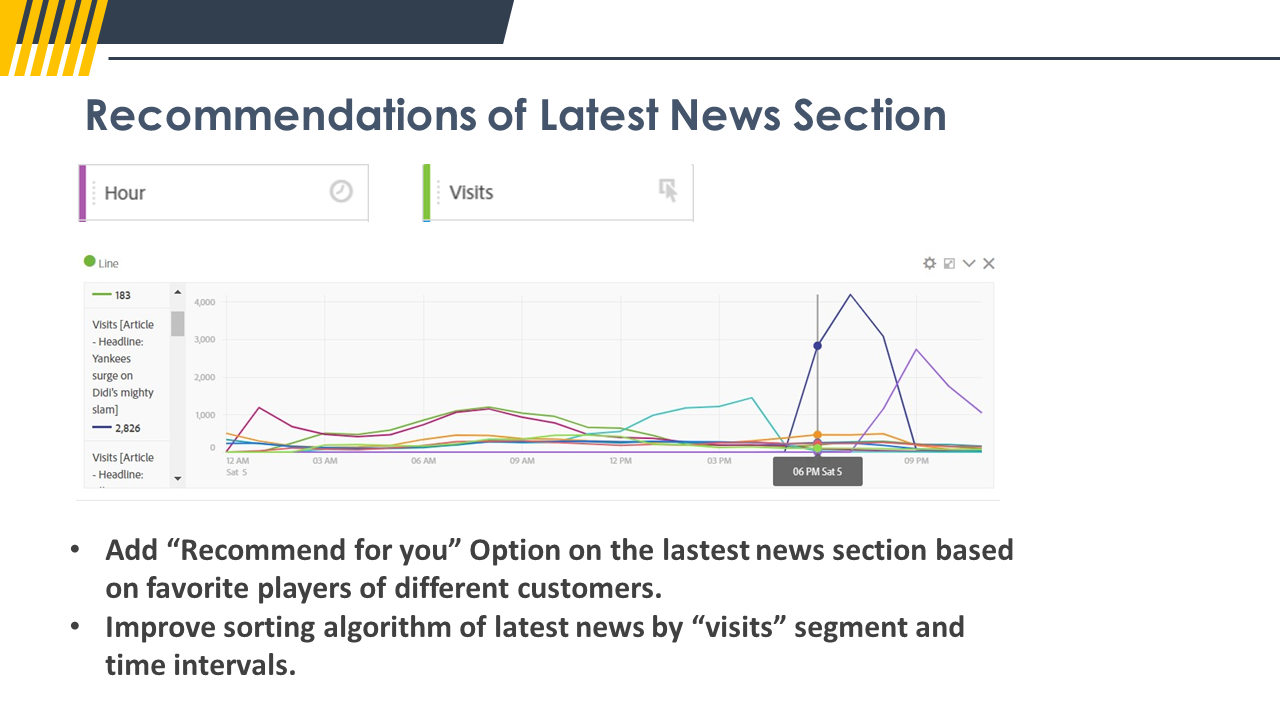 Recommendations of Latest News Section
Hour
Visits
Line
183
Visits [Article
- Headline:
Yankees
surge on
Didi's mighty
slam]
2,826
Visits [Article
- Headline:
4,000
3,000
2,000
1,000
0
12 AM
Sat 5
03 AM
06 AM
09 AM
12 PM
03 PM
06 PM Sat 5
09 PM
• Add “Recommend for you” Option on the lastest news section based
on favorite players of different customers.
• Improve sorting algorithm of latest news by “visits” segment and
time intervals.